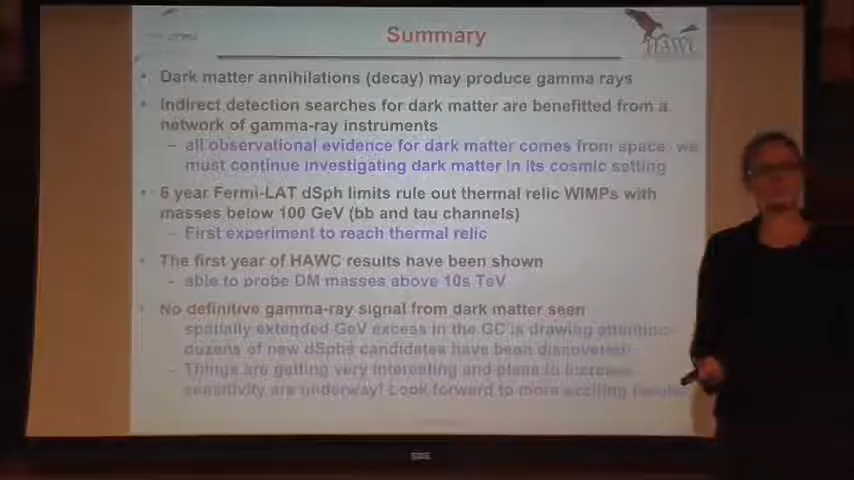 Summary
HAWC
• Dark matter annihilations (decay) may produce gamma rays
• Indirect detection searches for dark matter are benefitted from a
network of gamma-ray instruments
– all observational evidence for dark matter comes from space; we
must continue investigating dark matter in its cosmic setting
• 6 year Fermi-LAT dSph limits rule out thermal relic WIMPs with
masses below 100 GeV (bb and tau channels)
– First experiment to reach thermal relic
• The first year of HAWC results have been shown
– able to probe DM masses above 10s TeV
• No definitive gamma-ray signal from dark matter seen
spatially extended GeV excess in the GC is drawing attention
dozens of new dSphs candidates have been discovered
– Things are getting very interesting and plans to increase
sensitivity are underway! Look forward to more exciting results